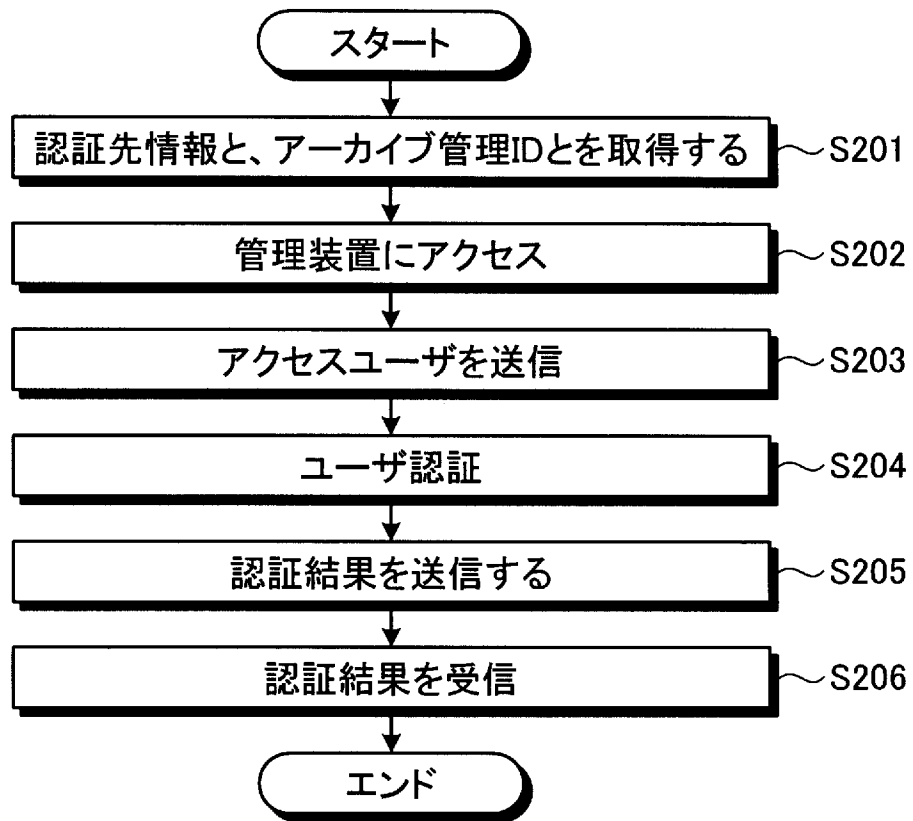 スタート
認証先情報と、アーカイブ管理IDとを取得する
S201
管理装置にアクセス
S202
アクセスユーザを送信
S203
ユーザ認証
S204
認証結果を送信する
S205
認証結果を受信
S206
エンド